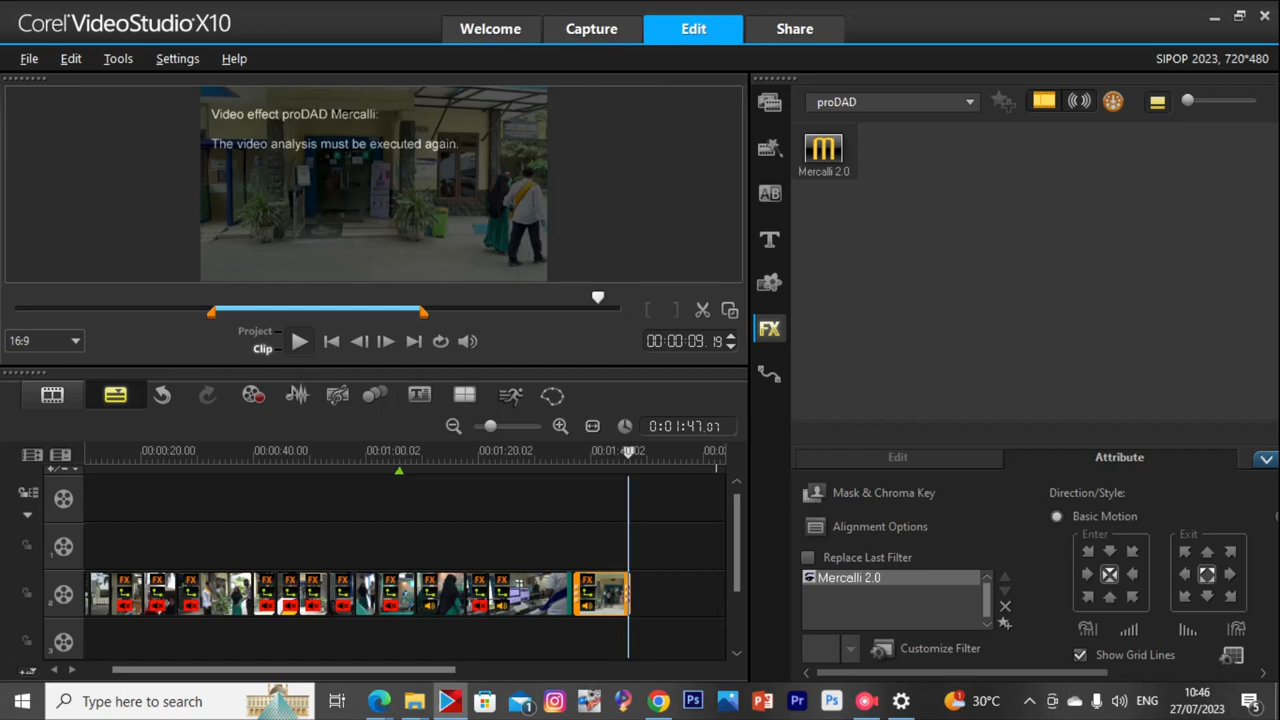 Corel VideoStudio X10
Welcome
Capture
Edit
Share
File
Edit
Tools
Settings
Help
SIPOP 2023, 720*480
Video effect proDAD Mercalli:
The video analysis must be executed again.
proDAD
Mercalli 2.0
16:9
Project
Clip
00:00:09.19
0:01:47.07
00:00:20.00
00:00:40.00
00:01:00.02
00:01:20.02
Edit
Attribute
Mask & Chroma Key
Alignment Options
Replace Last Filter
Mercalli 2.0
Customize Filter
Direction/Style:
Basic Motion
Enter
Exit
Show Grid Lines
Type here to search
30°C
ENG
10:46
27/07/2023